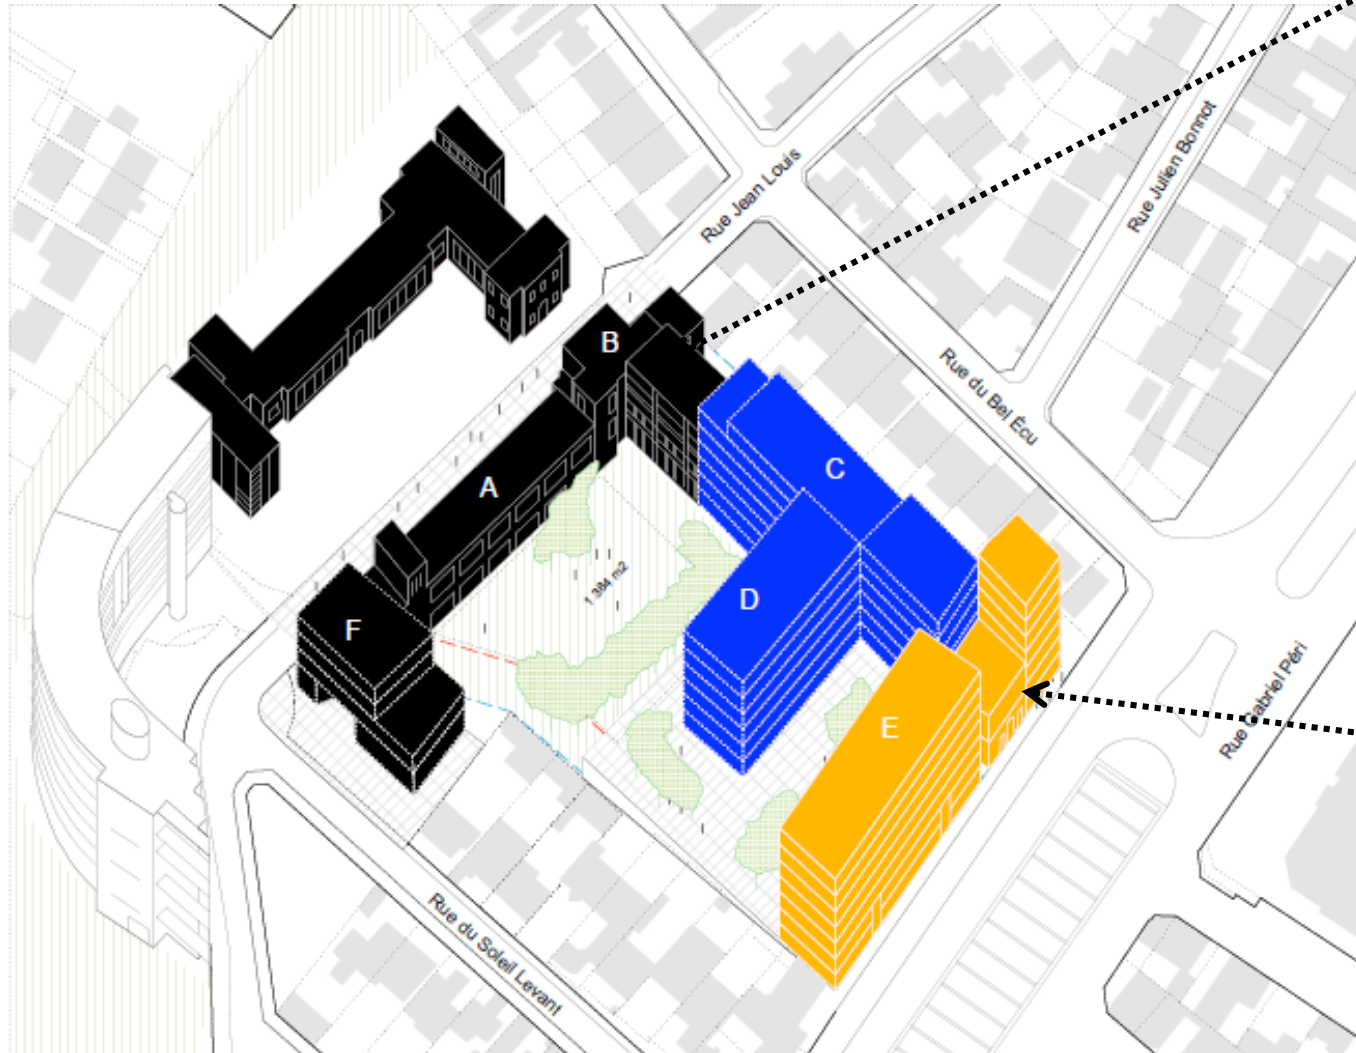 Rue Jean Louis
Rue Julien Bonnot
B
Rue du Bel Écu
C
A
1 384 m2
D
F
Rue Gabriel Péri
E
Rue du Soleil Levant